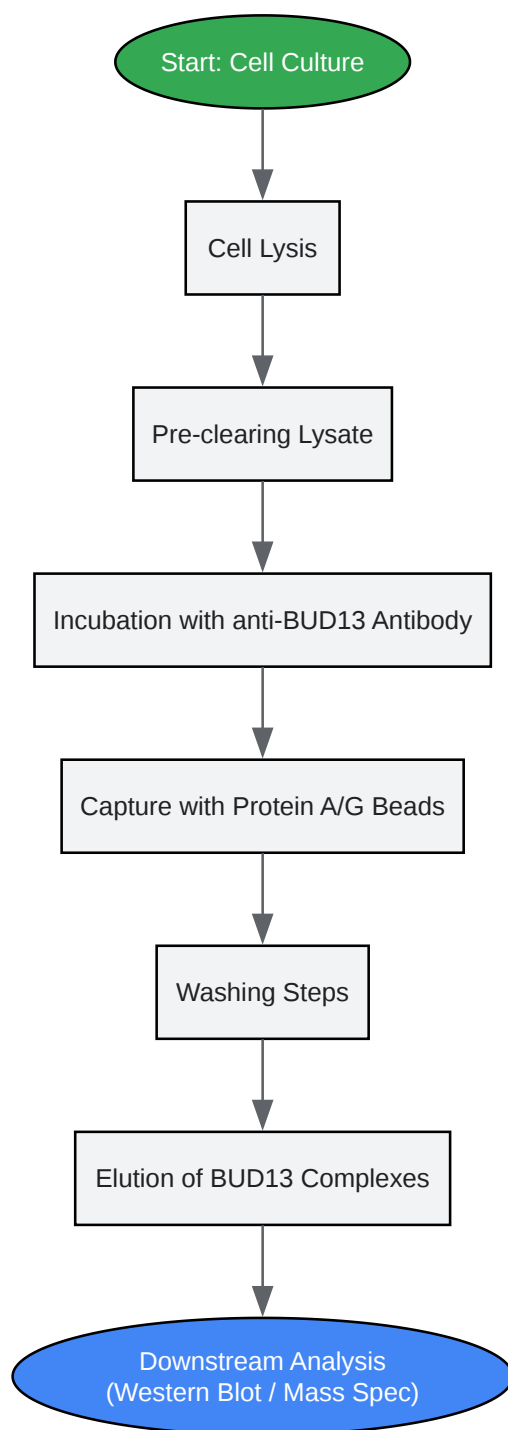 Start: Cell Culture
Cell Lysis
Pre-clearing Lysate
Incubation with anti-BUD13 Antibody
Capture with Protein A/G Beads
Washing Steps
Elution of BUD13 Complexes
Downstream Analysis
(Western Blot / Mass Spec)